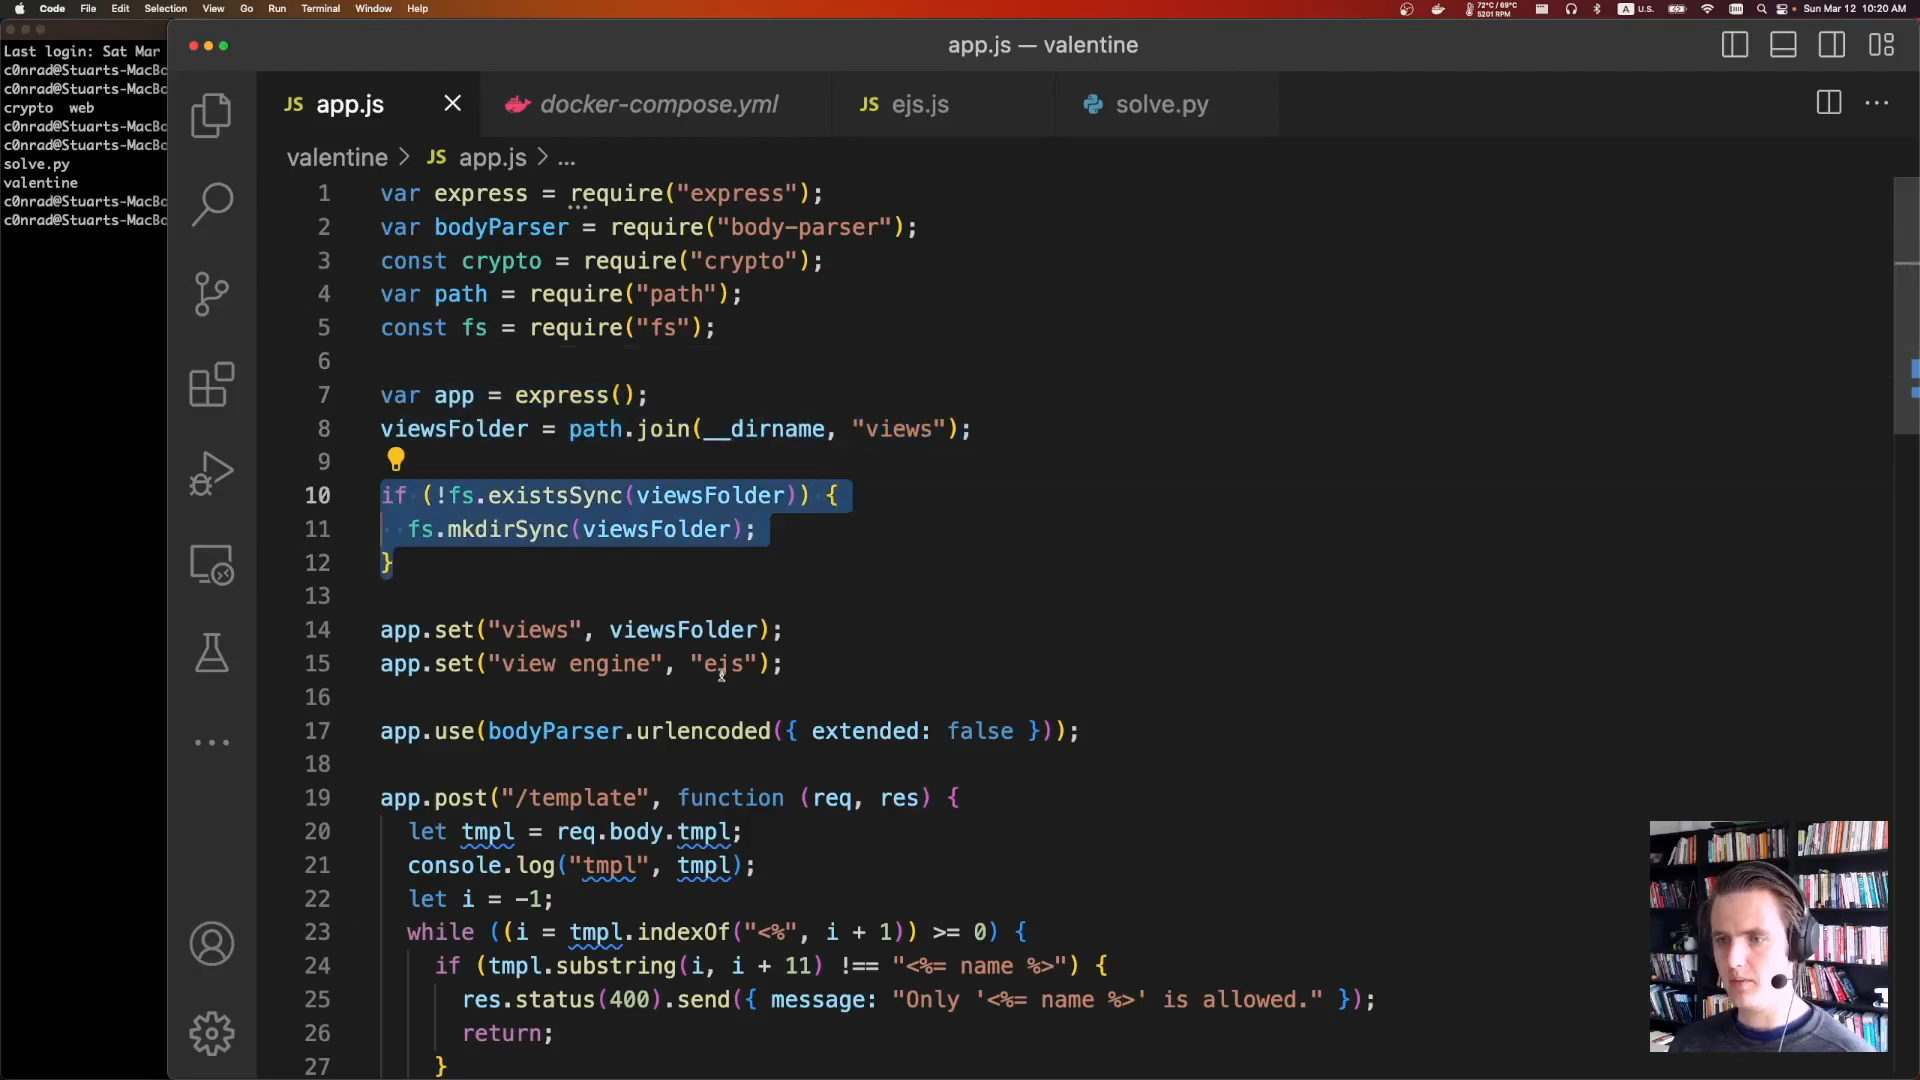 Code File Edit Selection View Go Run Terminal Window Help
72°C / 69°C
5201 RPM
A U.S.
Sun Mar 12 10:20 AM
Last login: Sat Mar
c0nrad@Stuarts-MacBo
c0nrad@Stuarts-MacBo
crypto web
c0nrad@Stuarts-MacBo
c0nrad@Stuarts-MacBo
solve.py
valentine
c0nrad@Stuarts-MacBo
c0nrad@Stuarts-MacBo
app.js — valentine
JS app.js docker-compose.yml JS ejs.js solve.py
valentine > JS app.js > ...
1 var express = require("express");
2 var bodyParser = require("body-parser");
3 const crypto = require("crypto");
4 var path = require("path");
5 const fs = require("fs");
6
7 var app = express();
8 viewsFolder = path.join(__dirname, "views");
9
10 if (!fs.existsSync(viewsFolder)) {
11 fs.mkdirSync(viewsFolder);
12 }
13
14 app.set("views", viewsFolder);
15 app.set("view engine", "ejs");
16
17 app.use(bodyParser.urlencoded({ extended: false }));
18
19 app.post("/template", function (req, res) {
20 let tmpl = req.body.tmpl;
21 console.log("tmpl", tmpl);
22 let i = -1;
23 while ((i = tmpl.indexOf("<%", i + 1)) >= 0) {
24 if (tmpl.substring(i, i + 11) !== "<%= name %>") {
25 res.status(400).send({ message: "Only '<%= name %>' is allowed." });
26 return;
27 }